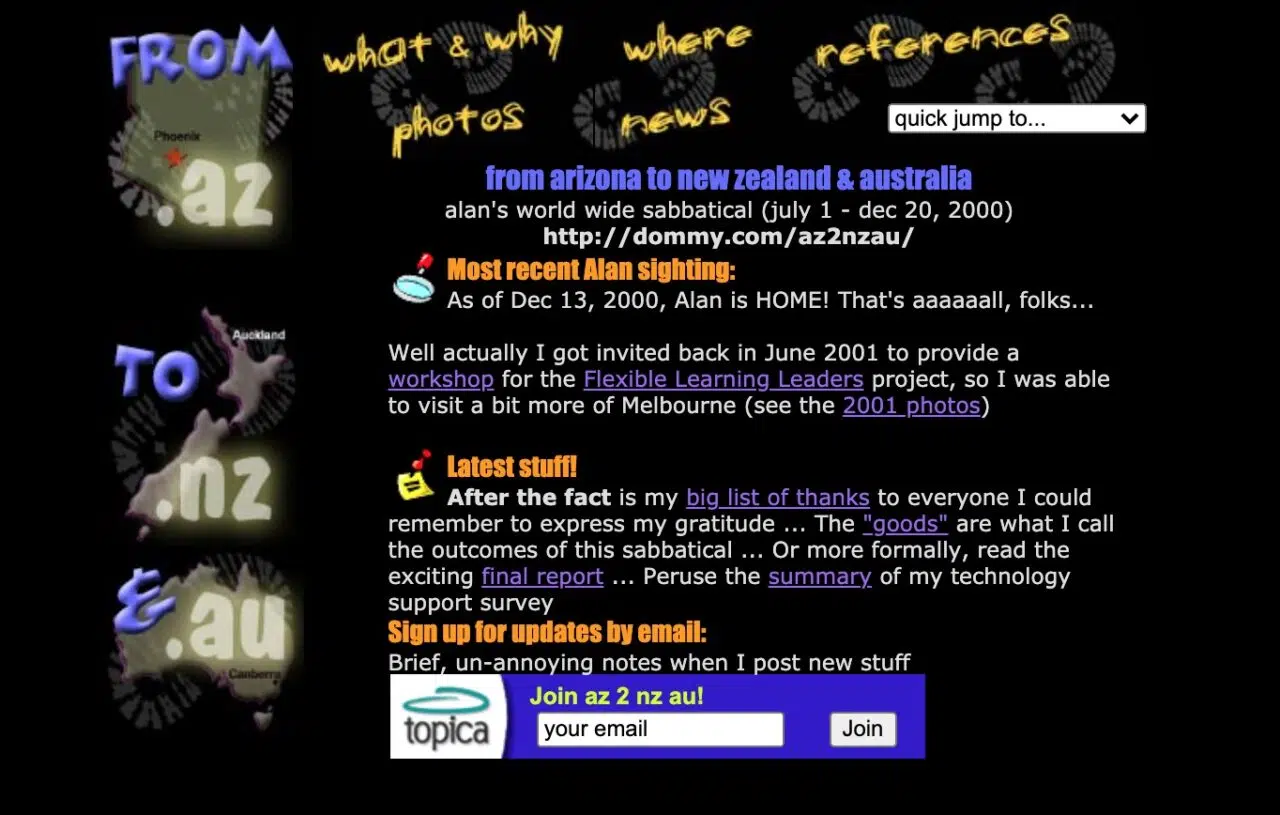 FROM
Phoenix
.az
what & why
where
references
photos
news
quick jump to...
from arizona to new zealand & australia
alan's world wide sabbatical (july 1 - dec 20, 2000)
http://dommy.com/az2nzau/
Most recent Alan sighting:
As of Dec 13, 2000, Alan is HOME! That's aaaaaall, folks...
Well actually I got invited back in June 2001 to provide a
workshop for the Flexible Learning Leaders project, so I was able
to visit a bit more of Melbourne (see the 2001 photos)
Auckland
TO
.nz
Latest stuff!
After the fact is my big list of thanks to everyone I could
remember to express my gratitude ... The "goods" are what I call
the outcomes of this sabbatical ... Or more formally, read the
exciting final report ... Peruse the summary of my technology
support survey
&
.au
Canberra
Sign up for updates by email:
Brief, un-annoying notes when I post new stuff
topica
Join az 2 nz au!
your email
Join